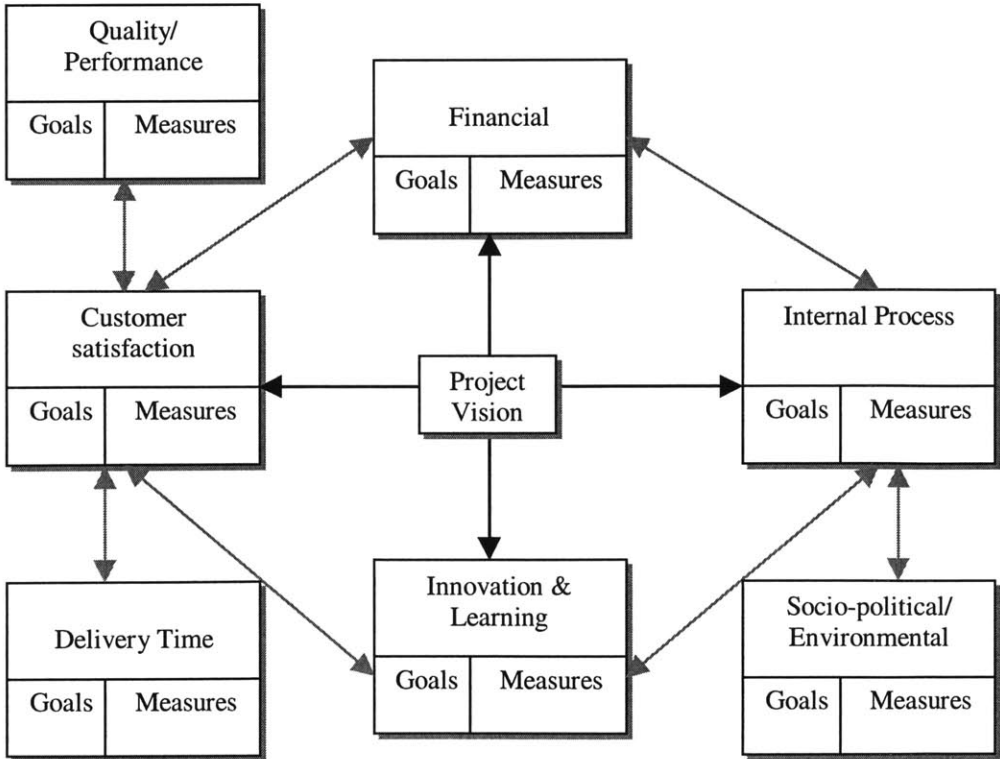 Quality/
Performance
Goals Measures
Financial
Goals Measures
Customer
satisfaction
Goals Measures
Project
Vision
Internal Process
Goals Measures
Delivery Time
Goals Measures
Innovation &
Learning
Goals Measures
Socio-political/
Environmental
Goals Measures